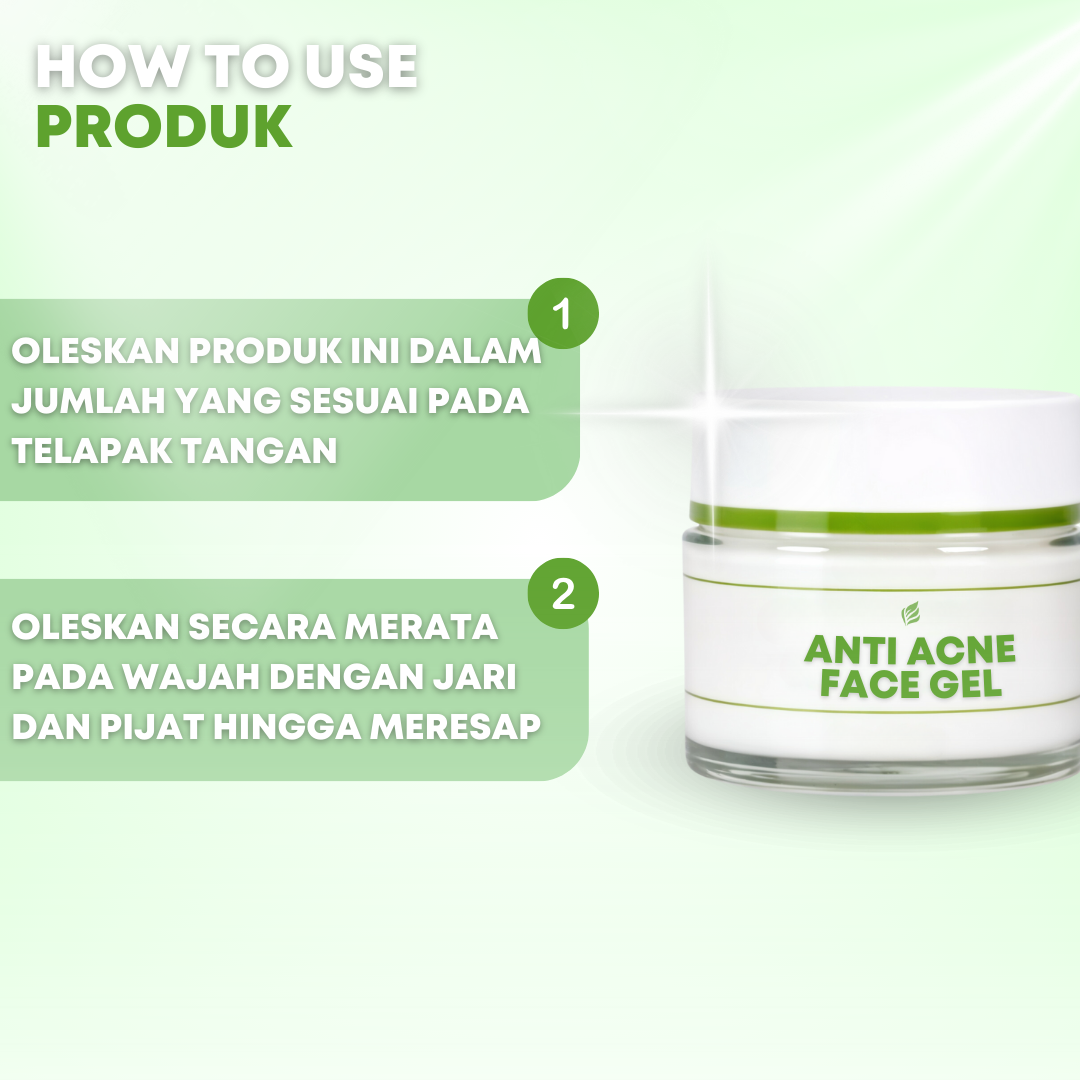 HOW TO USE
PRODUK
1
OLESKAN PRODUK INI DALAM
JUMLAH YANG SESUAI PADA
TELAPAK TANGAN
2
OLESKAN SECARA MERATA
PADA WAJAH DENGAN JARI
DAN PIJAT HINGGA MERESAP
ANTI ACNE
FACE GEL